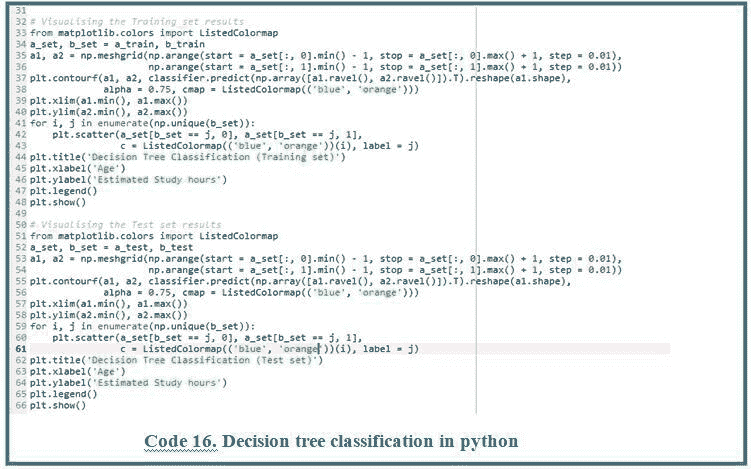 31
32 # Visualising the Training set results
33 from matplotlib.colors import ListedColormap
34 a_set, b_set = a_train, b_train
35 a1, a2 = np.meshgrid(np.arange(start = a_set[:, 0].min() - 1, stop = a_set[:, 0].max() + 1, step = 0.01),
36 np.arange(start = a_set[:, 1].min() - 1, stop = a_set[:, 1].max() + 1, step = 0.01))
37 plt.contourf(a1, a2, classifier.predict(np.array([a1.ravel(), a2.ravel()]).T).reshape(a1.shape),
38 alpha = 0.75, cmap = ListedColormap(('blue', 'orange')))
39 plt.xlim(a1.min(), a1.max())
40 plt.ylim(a2.min(), a2.max())
41 for i, j in enumerate(np.unique(b_set)):
42 plt.scatter(a_set[b_set == j, 0], a_set[b_set == j, 1],
43 c = ListedColormap(('blue', 'orange'))(i), label = j)
44 plt.title('Decision Tree Classification (Training set)')
45 plt.xlabel('Age')
46 plt.ylabel('Estimated Study hours')
47 plt.legend()
48 plt.show()
49
50 # Visualising the Test set results
51 from matplotlib.colors import ListedColormap
52 a_set, b_set = a_test, b_test
53 a1, a2 = np.meshgrid(np.arange(start = a_set[:, 0].min() - 1, stop = a_set[:, 0].max() + 1, step = 0.01),
54 np.arange(start = a_set[:, 1].min() - 1, stop = a_set[:, 1].max() + 1, step = 0.01))
55 plt.contourf(a1, a2, classifier.predict(np.array([a1.ravel(), a2.ravel()]).T).reshape(a1.shape),
56 alpha = 0.75, cmap = ListedColormap(('blue', 'orange')))
57 plt.xlim(a1.min(), a1.max())
58 plt.ylim(a2.min(), a2.max())
59 for i, j in enumerate(np.unique(b_set)):
60 plt.scatter(a_set[b_set == j, 0], a_set[b_set == j, 1],
61 c = ListedColormap(('blue', 'orange'))(i), label = j)
62 plt.title('Decision Tree Classification (Test set)')
63 plt.xlabel('Age')
64 plt.ylabel('Estimated Study hours')
65 plt.legend()
66 plt.show()
Code 16. Decision tree classification in python